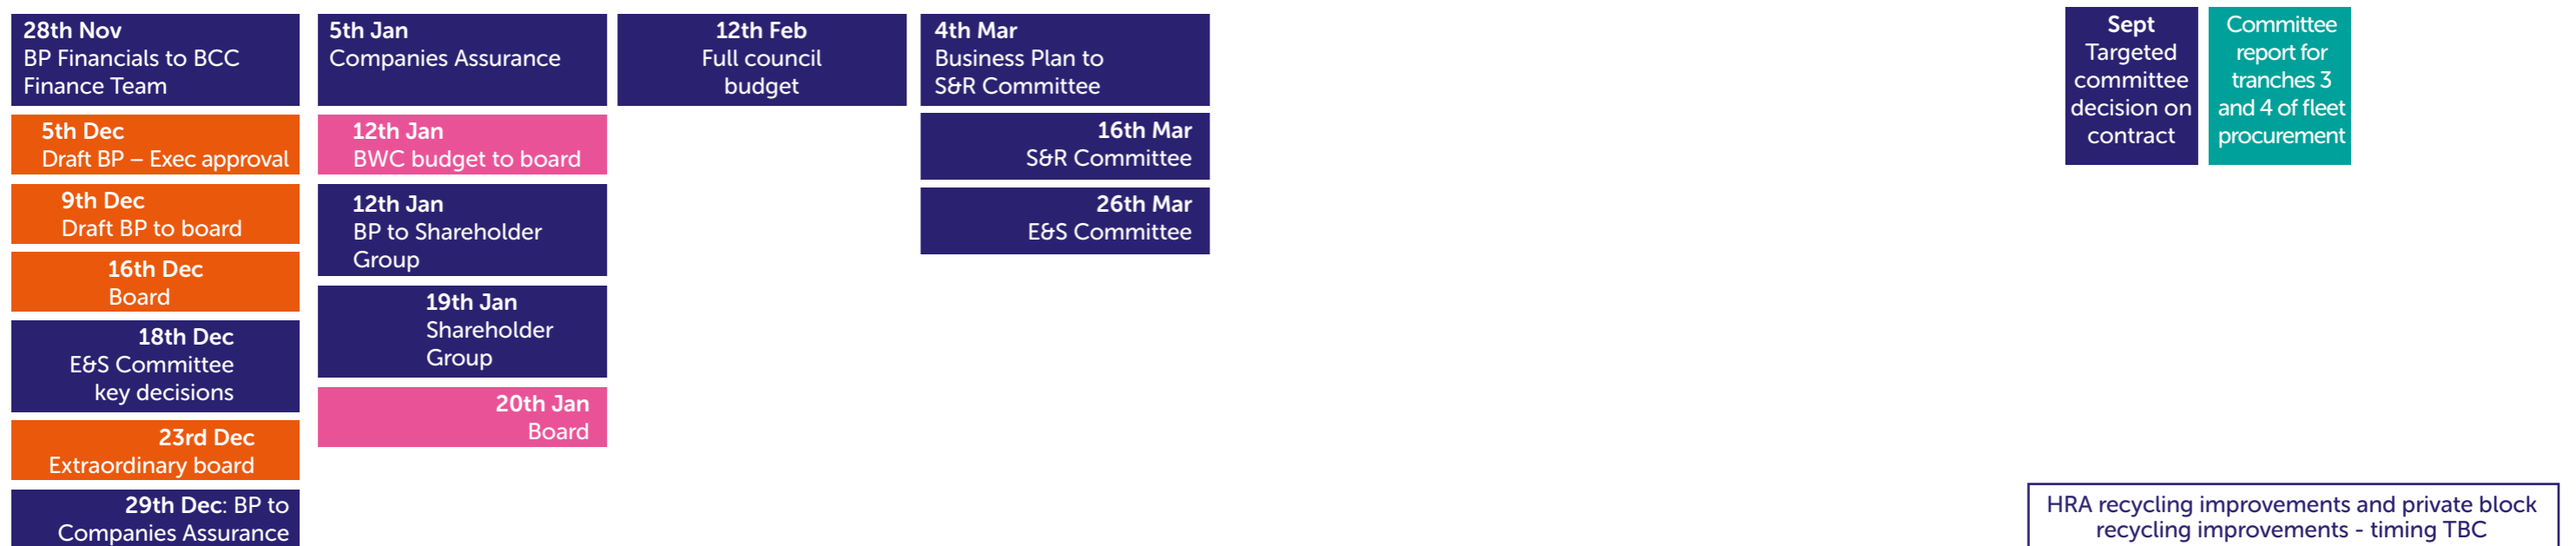 28th Nov
BP Financials to BCC
Finance Team
5th Dec
Draft BP – Exec approval
9th Dec
Draft BP to board
16th Dec
Board
18th Dec
E&S Committee
key decisions
23rd Dec
Extraordinary board
29th Dec: BP to
Companies Assurance
5th Jan
Companies Assurance
12th Jan
BWC budget to board
12th Jan
BP to Shareholder
Group
19th Jan
Shareholder
Group
20th Jan
Board
12th Feb
Full council
budget
4th Mar
Business Plan to
S&R Committee
16th Mar
S&R Committee
26th Mar
E&S Committee
Sept
Targeted
committee
decision on
contract
Committee
report for
tranches 3
and 4 of fleet
procurement
HRA recycling improvements and private block
recycling improvements - timing TBC